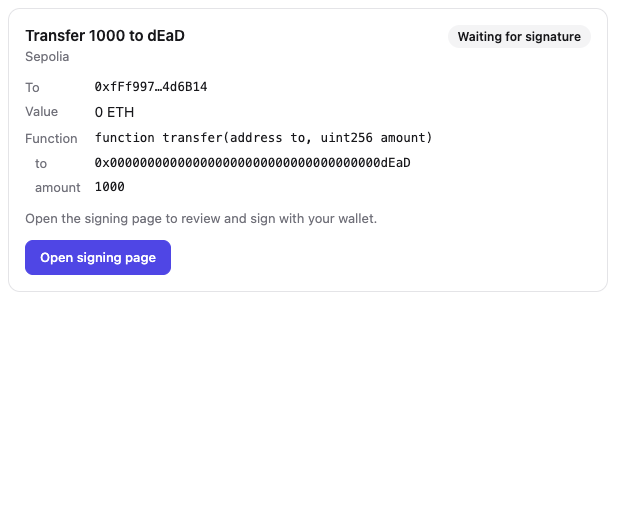 Transfer 1000 to dEaD
Waiting for signature
Sepolia
To 0xfFf997…4d6B14
Value 0 ETH
Function function transfer(address to, uint256 amount)
to 0x000000000000000000000000000000000000dEaD
amount 1000
Open the signing page to review and sign with your wallet.
Open signing page